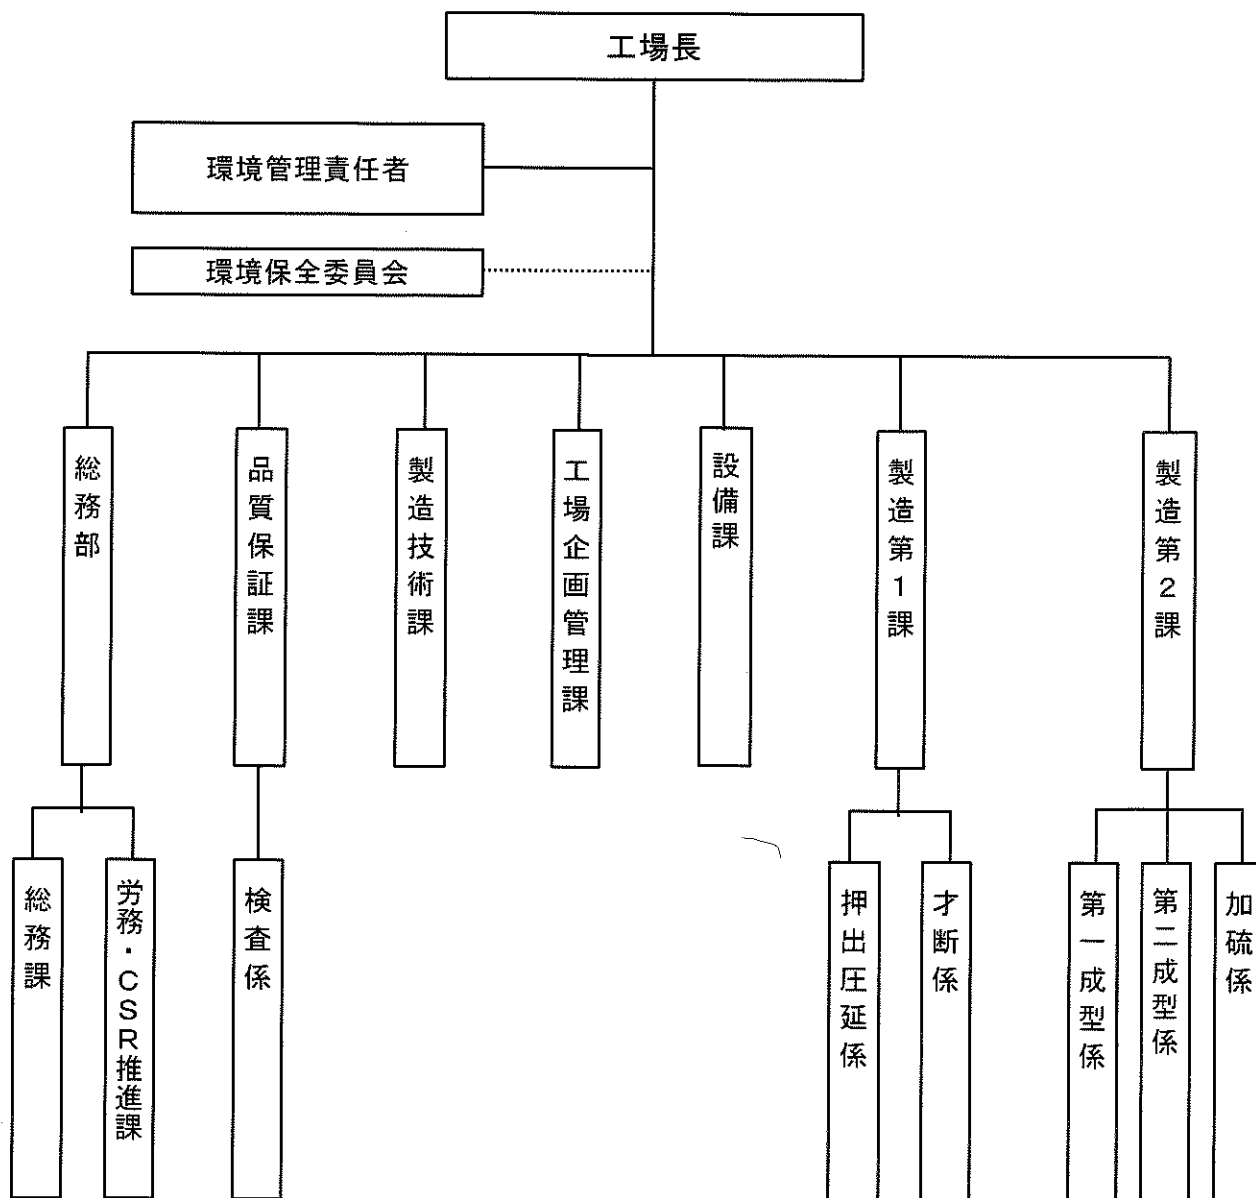 工場長
環境管理責任者
環境保全委員会
総務部
品質保証課
製造技術課
工場企画管理課
設備課
製造第1課
製造第2課
総務課
労務・CSR推進課
検査係
押出圧延係
才断係
第一成型係
第二成型係
加硫係